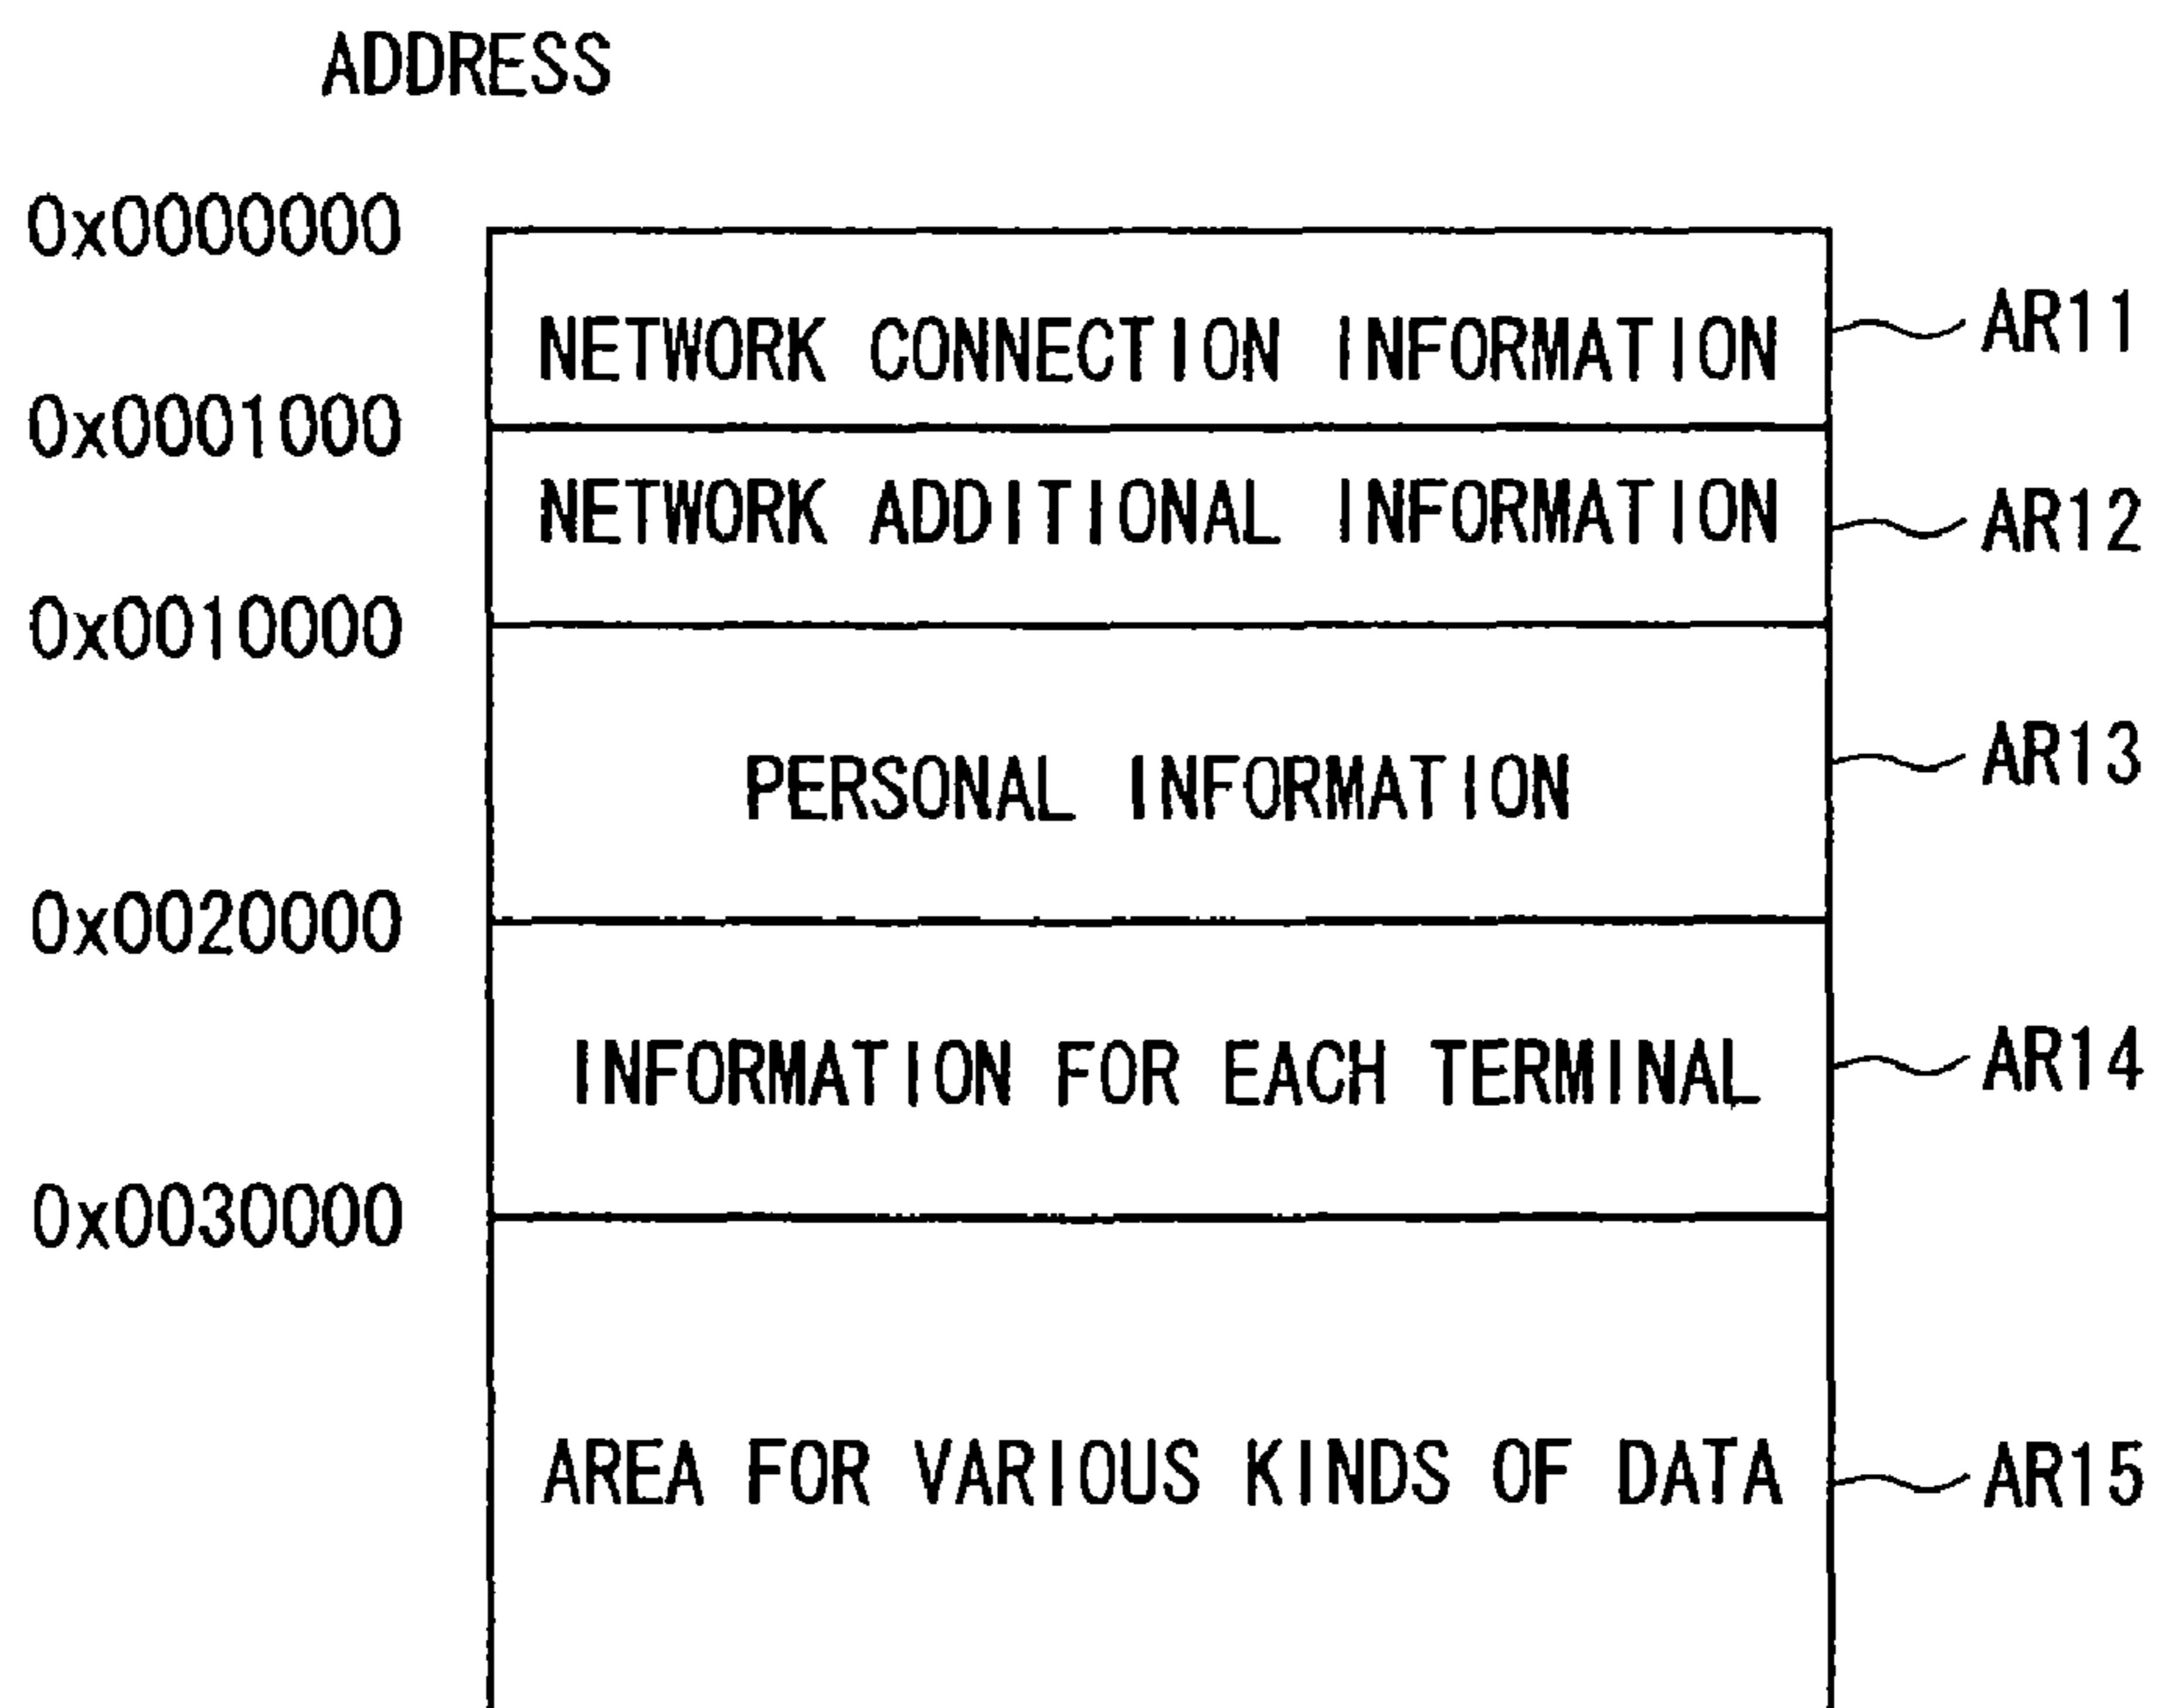 ADDRESS
0x0000000
NETWORK CONNECTION INFORMATION AR11
0x0001000
NETWORK ADDITIONAL INFORMATION AR12
0x0010000
PERSONAL INFORMATION AR13
0x0020000
INFORMATION FOR EACH TERMINAL AR14
0x0030000
AREA FOR VARIOUS KINDS OF DATA AR15